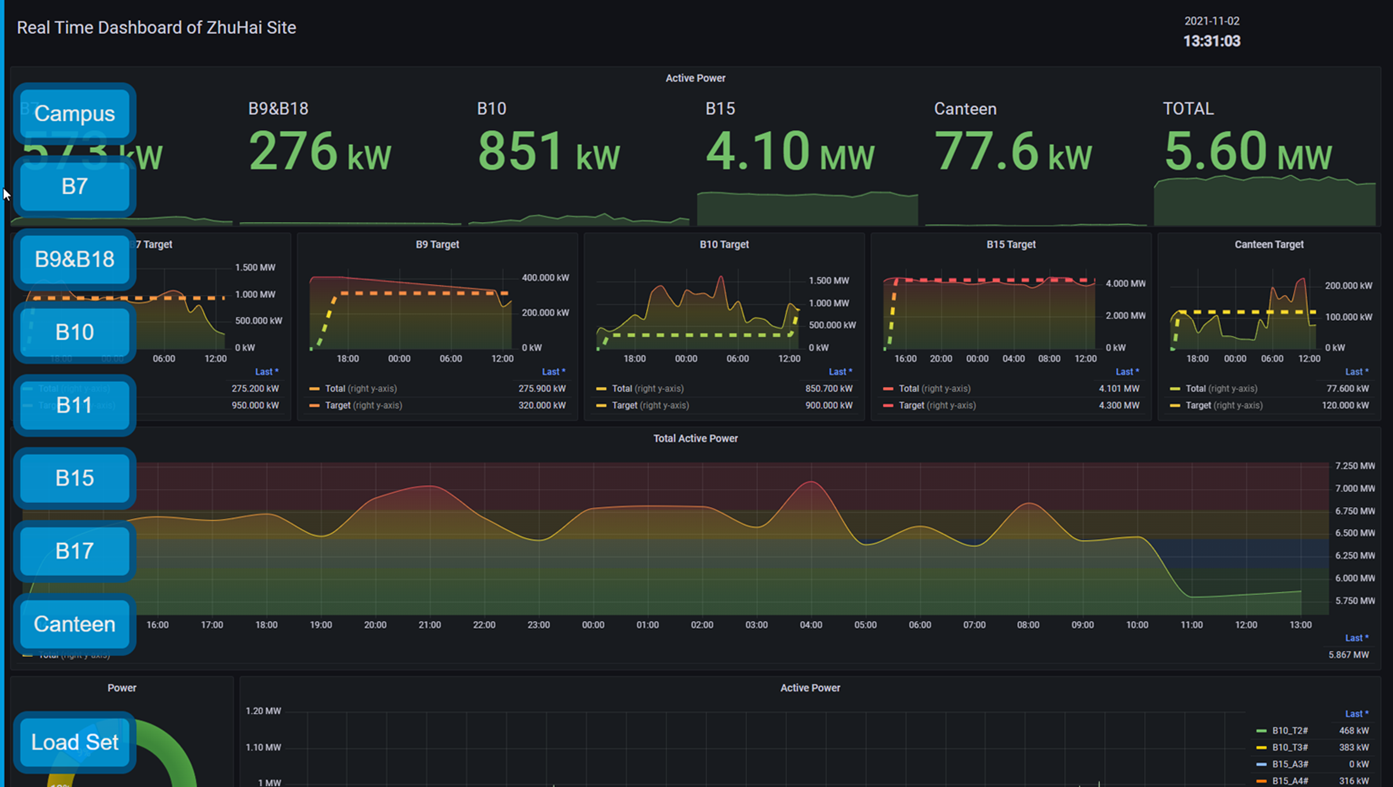 Real Time Dashboard of ZhuHai Site
2021-11-02
13:31:03
Active Power
Campus
B7
B9&B18
B10
B11
B15
B17
Canteen
Load Set
573 kW
B9&B18
276 kW
B10
851 kW
B15
4.10 MW
Canteen
77.6 kW
TOTAL
5.60 MW
7 Target
1.500 MW
1.000 MW
500.000 kW
0 kW
06:00 12:00
Last *
Total (right y-axis) 275.200 kW
Target (right y-axis) 950.000 kW
B9 Target
400.000 kW
200.000 kW
0 kW
18:00 00:00 06:00 12:00
Last *
Total (right y-axis) 275.900 kW
Target (right y-axis) 320.000 kW
B10 Target
1.500 MW
1.000 MW
500.000 kW
0 kW
18:00 00:00 06:00 12:00
Last *
Total (right y-axis) 850.700 kW
Target (right y-axis) 900.000 kW
B15 Target
4.000 MW
2.000 MW
0 kW
16:00 20:00 00:00 04:00 08:00 12:00
Last *
Total (right y-axis) 4.101 MW
Target (right y-axis) 4.300 MW
Canteen Target
200.000 kW
100.000 kW
0 kW
18:00 00:00 06:00 12:00
Last *
Total (right y-axis) 77.600 kW
Target (right y-axis) 120.000 kW
Total Active Power
7.250 MW
7.000 MW
6.750 MW
6.500 MW
6.250 MW
6.000 MW
5.750 MW
16:00 17:00 18:00 19:00 20:00 21:00 22:00 23:00 00:00 01:00 02:00 03:00 04:00 05:00 06:00 07:00 08:00 09:00 10:00 11:00 12:00 13:00
Last *
Total (right y-axis) 5.867 MW
Power
Active Power
1.20 MW
1.10 MW
1 MW
Last *
B10_T2# 468 kW
B10_T3# 383 kW
B15_A3# 0 kW
B15_A4# 316 kW